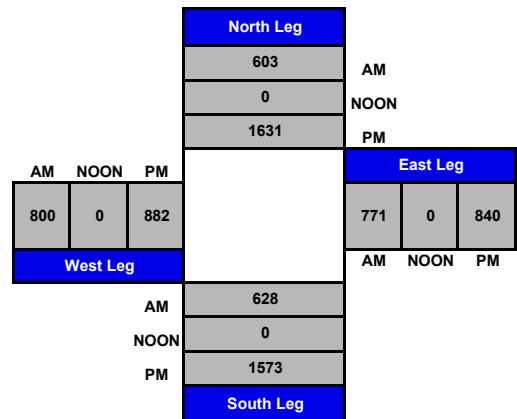 North Leg
603 AM
0 NOON
1631 PM
East Leg
AM NOON PM
800 0 882
771 0 840
West Leg
AM NOON PM
AM 628
NOON 0
PM 1573
South Leg